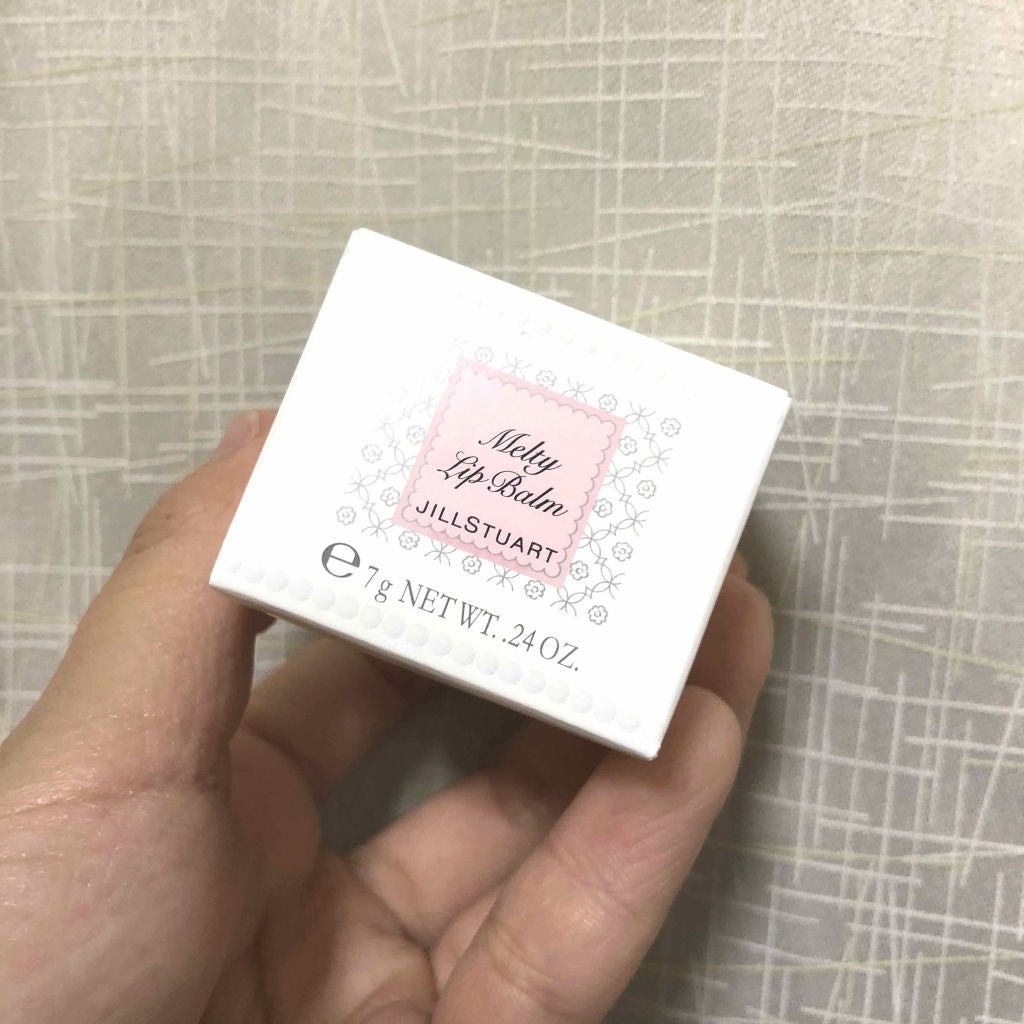 Melty
Lip Balm
JILLSTUART
℮ 7g NET WT. .24 OZ.